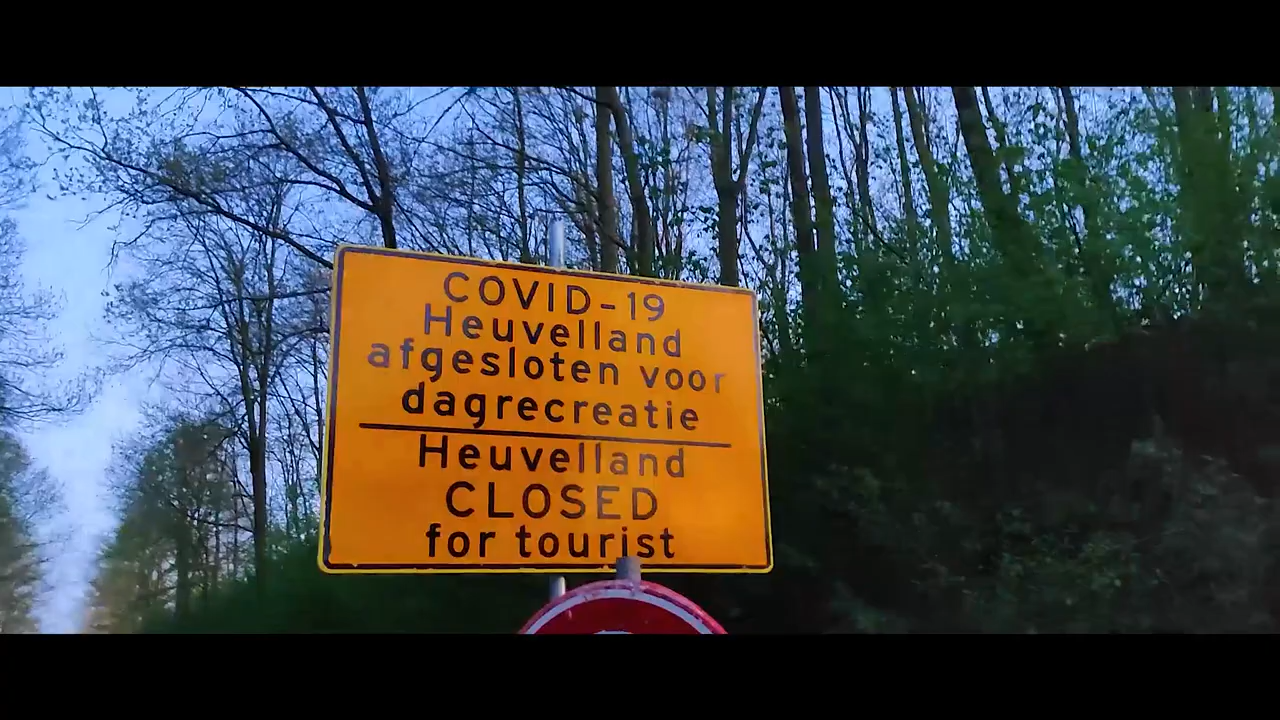 COVID-19
Heuvelland
afgesloten voor
dagrecreatie
Heuvelland
CLOSED
for tourist